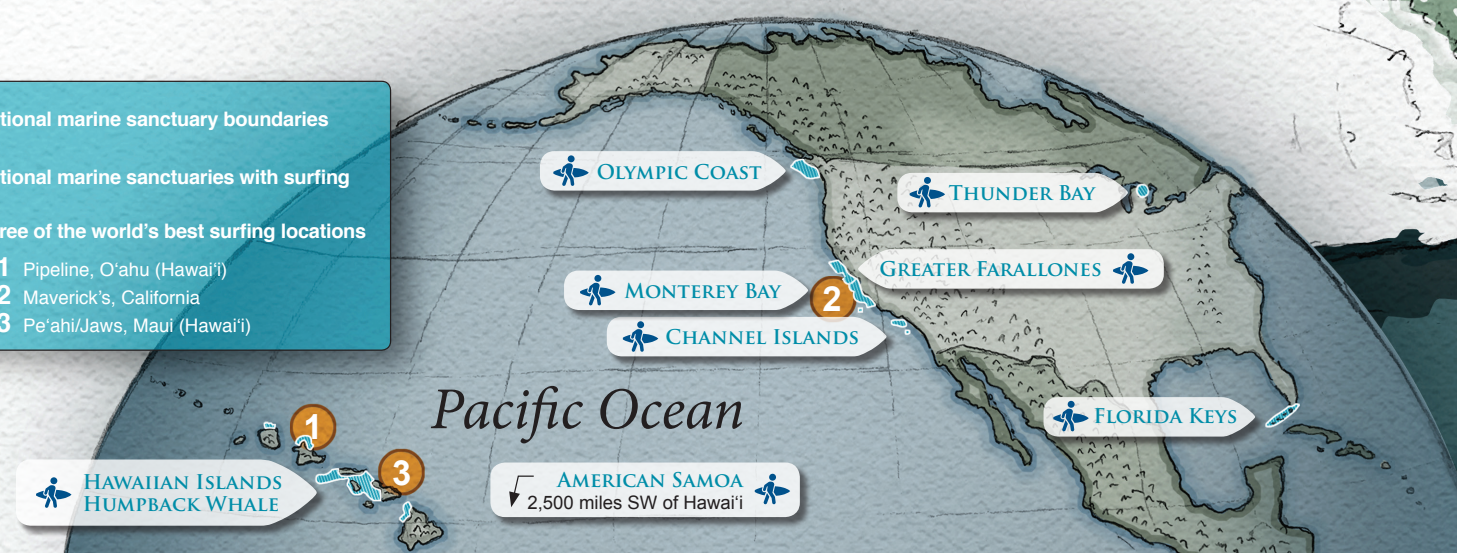 tional marine sanctuary boundaries
tional marine sanctuaries with surfing
ree of the world's best surfing locations
1 Pipeline, O‘ahu (Hawai‘i)
2 Maverick's, California
3 Pe‘ahi/Jaws, Maui (Hawai‘i)
OLYMPIC COAST
THUNDER BAY
GREATER FARALLONES
MONTEREY BAY
2
CHANNEL ISLANDS
Pacific Ocean
FLORIDA KEYS
1
3
HAWAIIAN ISLANDS
HUMPBACK WHALE
AMERICAN SAMOA
2,500 miles SW of Hawai‘i